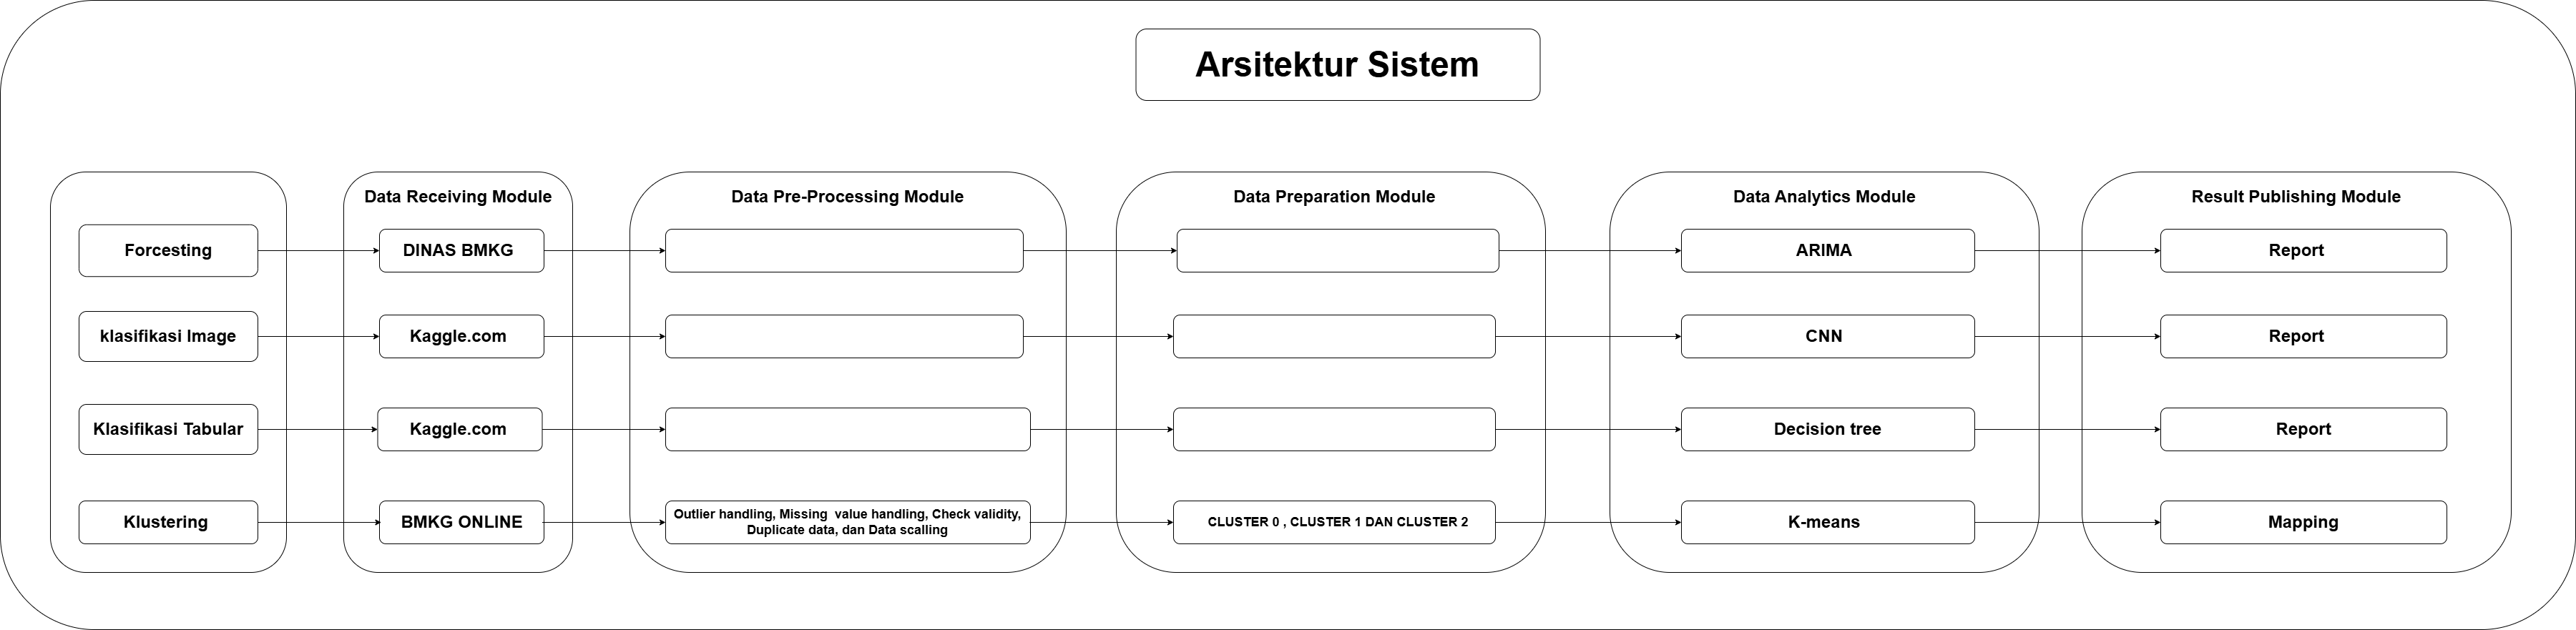 Arsitektur Sistem
Data Receiving Module
Data Pre-Processing Module
Data Preparation Module
Data Analytics Module
Result Publishing Module
Forcesting
DINAS BMKG
ARIMA
Report
klasifikasi Image
Kaggle.com
CNN
Report
Klasifikasi Tabular
Kaggle.com
Decision tree
Report
Klustering
BMKG ONLINE
Outlier handling, Missing  value handling, Check validity,
Duplicate data, dan Data scalling
CLUSTER 0 , CLUSTER 1 DAN CLUSTER 2
K-means
Mapping